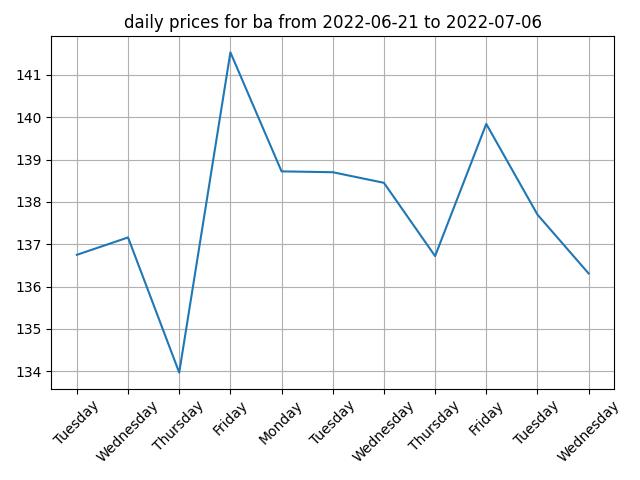 daily prices for ba from 2022-06-21 to 2022-07-06
141
140
139
138
137
136
135
134
Tuesday
Wednesday
Thursday
Friday
Monday
Tuesday
Wednesday
Thursday
Friday
Tuesday
Wednesday